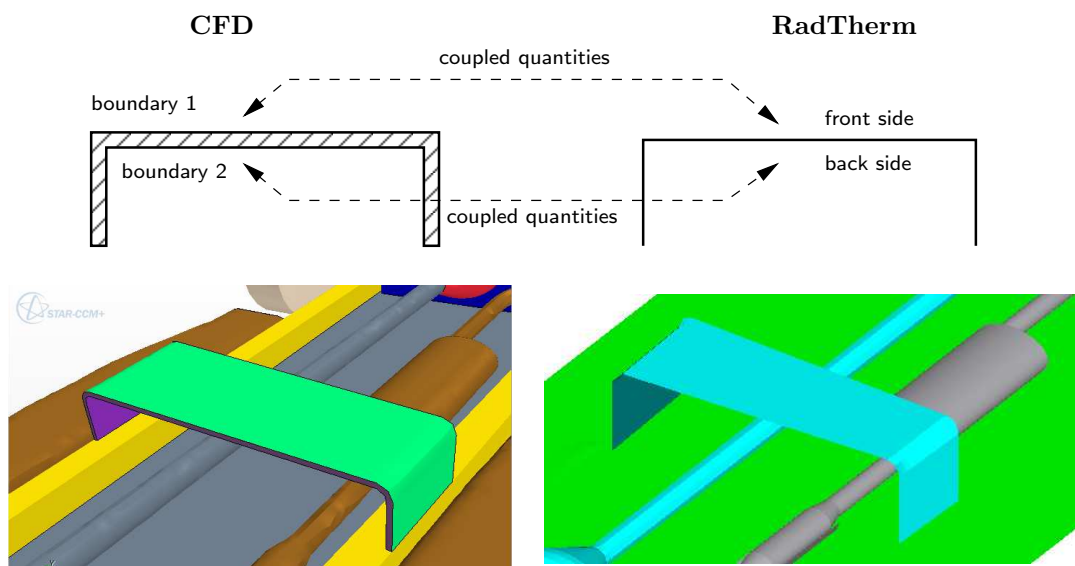 CFD
RadTherm
coupled quantities
boundary 1
front side
boundary 2
back side
coupled quantities
STAR-CCM+